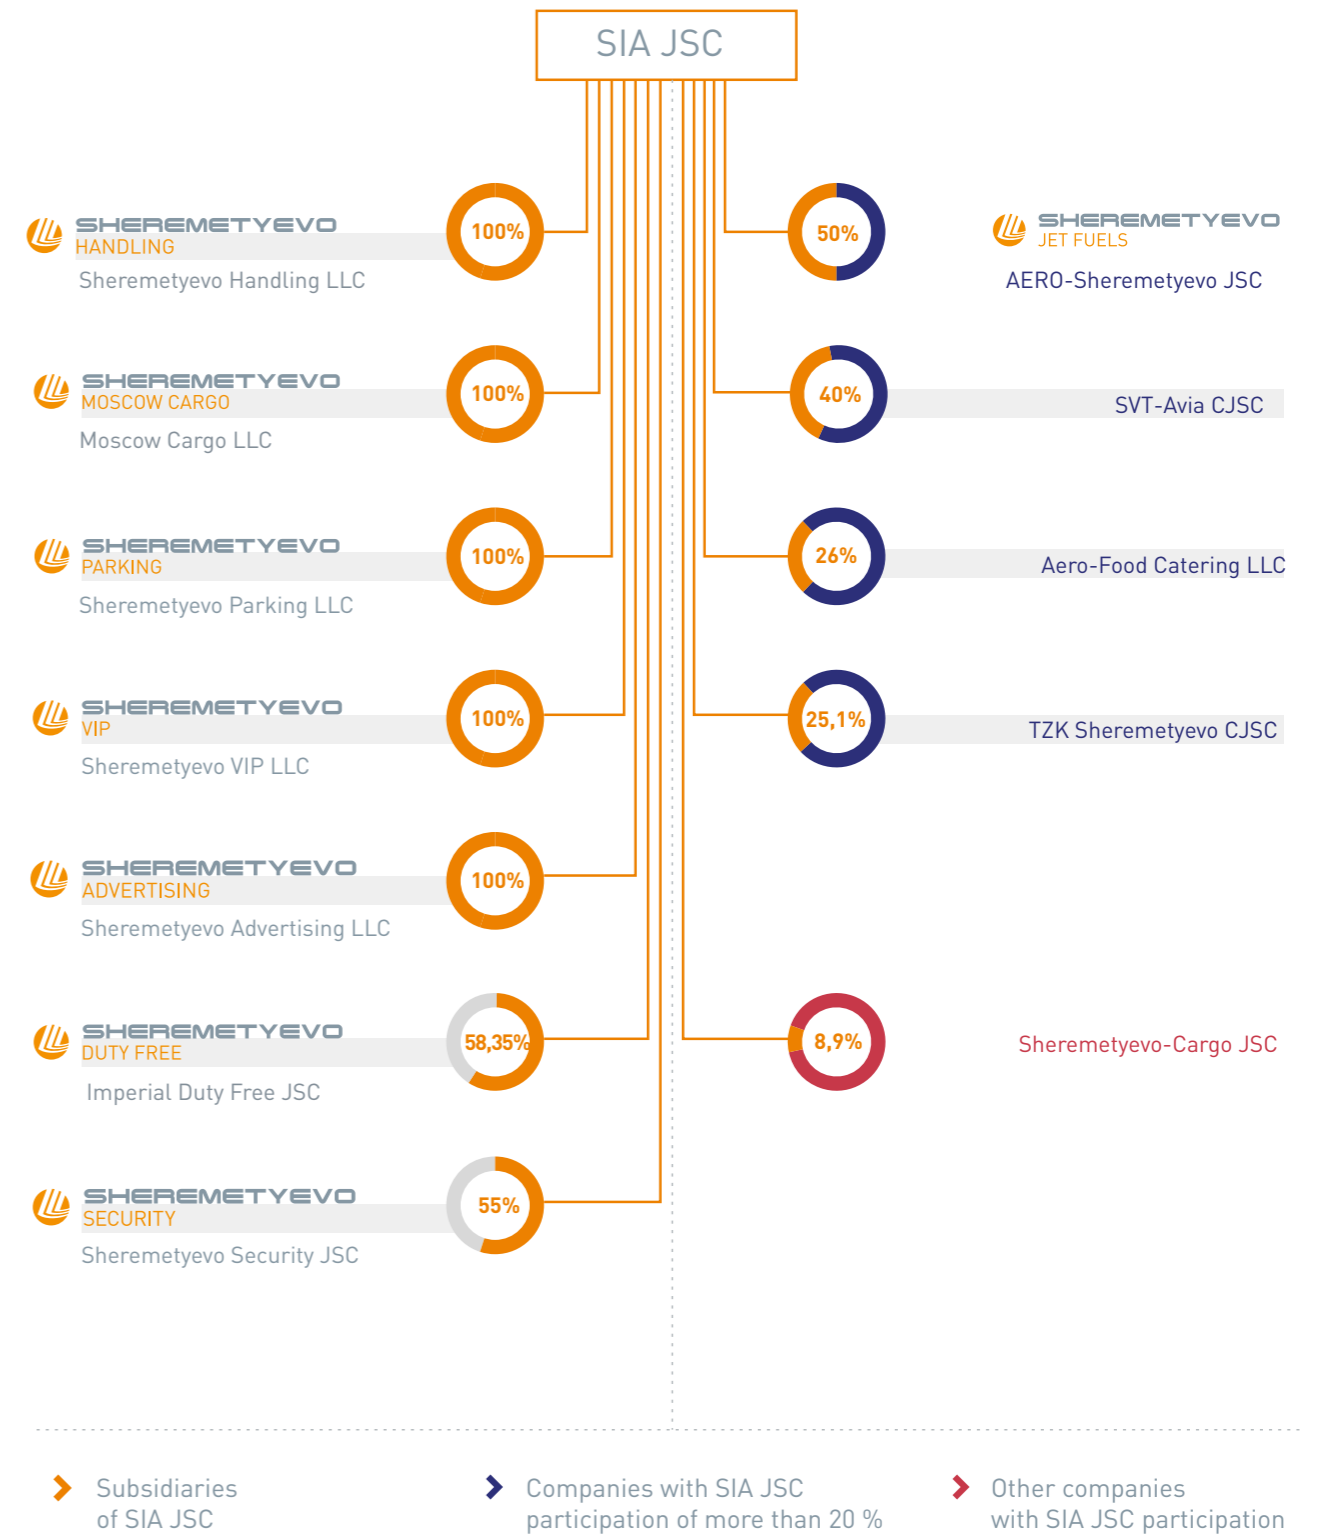 SIA JSC
SHEREMETYEVO
HANDLING
Sheremetyevo Handling LLC
100%
SHEREMETYEVO
MOSCOW CARGO
Moscow Cargo LLC
100%
SHEREMETYEVO
PARKING
Sheremetyevo Parking LLC
100%
SHEREMETYEVO
VIP
Sheremetyevo VIP LLC
100%
SHEREMETYEVO
ADVERTISING
Sheremetyevo Advertising LLC
100%
SHEREMETYEVO
DUTY FREE
Imperial Duty Free JSC
58,35%
SHEREMETYEVO
SECURITY
Sheremetyevo Security JSC
55%
50%
SHEREMETYEVO
JET FUELS
AERO-Sheremetyevo JSC
40%
SVT-Avia CJSC
26%
Aero-Food Catering LLC
25,1%
TZK Sheremetyevo CJSC
8,9%
Sheremetyevo-Cargo JSC
Subsidiaries
of SIA JSC
Companies with SIA JSC
participation of more than 20 %
Other companies
with SIA JSC participation